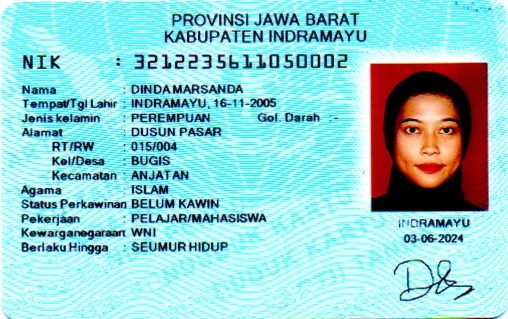 PROVINSI JAWA BARAT
KABUPATEN INDRAMAYU
NIK : 3212235611050002
Nama : DINDA MARSANDA
Tempat/Tgl Lahir : INDRAMAYU, 16-11-2005
Jenis kelamin : PEREMPUAN Gol. Darah :-
Alamat : DUSUN PASAR
RT/RW : 015/004
Kel/Desa : BUGIS
Kecamatan : ANJATAN
Agama : ISLAM
Status Perkawinan BELUM KAWIN
Pekerjaan : PELAJAR/MAHASISWA
Kewarganegaraan: WNI
Berlaku Hingga : SEUMUR HIDUP
INDRAMAYU
03-06-2024